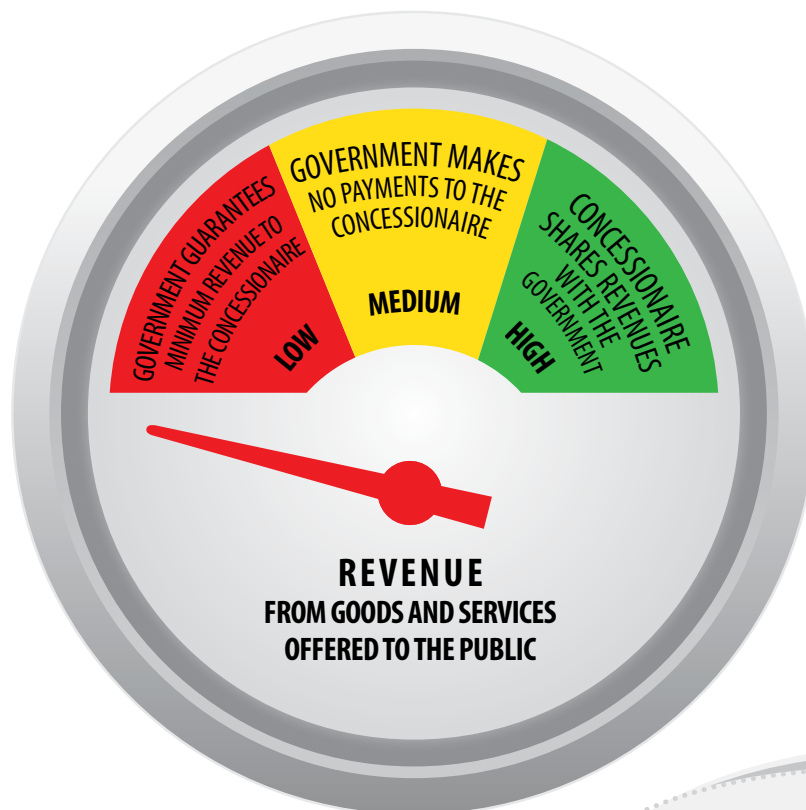 GOVERNMENT GUARANTEES
MINIMUM REVENUE TO
THE CONCESSIONAIRE
LOW
GOVERNMENT MAKES
NO PAYMENTS TO THE
CONCESSIONAIRE
MEDIUM
CONCESSIONAIRE
SHARES REVENUES
WITH THE
GOVERNMENT
HIGH
REVENUE
FROM GOODS AND SERVICES
OFFERED TO THE PUBLIC